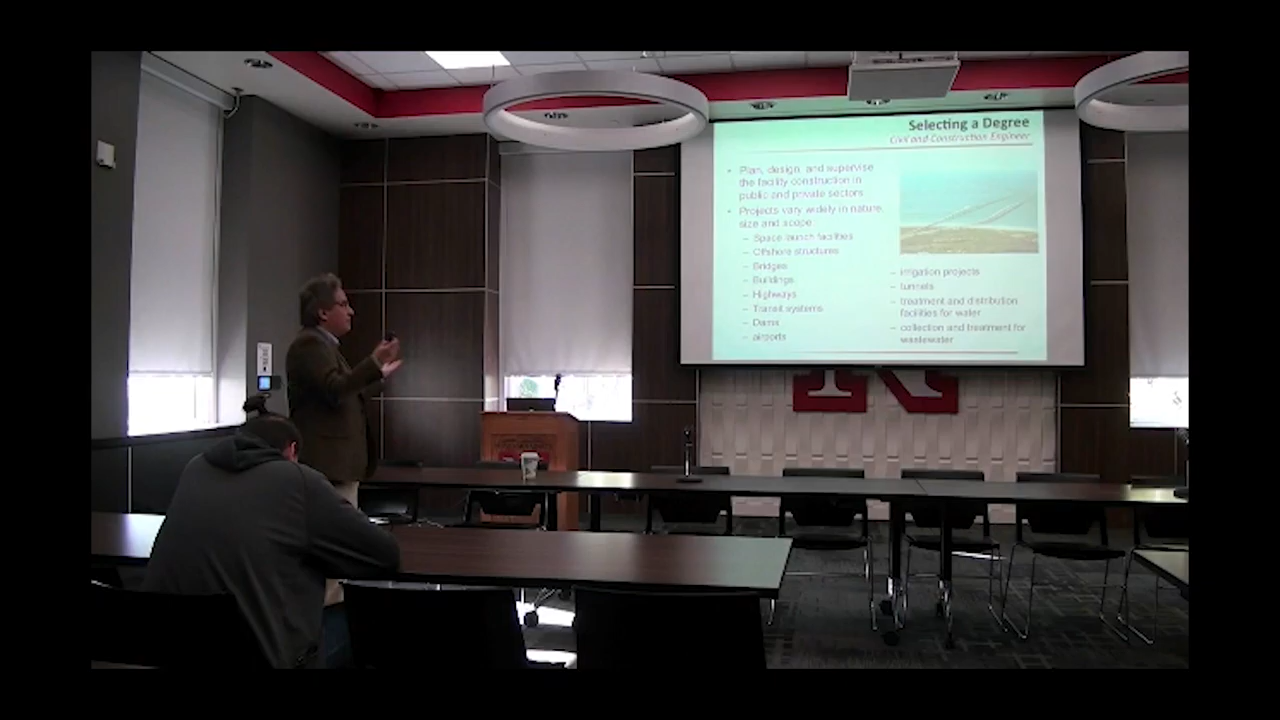 Selecting a Degree
Civil and Construction Engineer
• Plan, design, and supervise
the facility construction in
public and private sectors
• Projects vary widely in nature,
size and scope
– Space launch facilities
– Offshore structures
– Bridges
– Buildings
– Highways
– Transit systems
– Dams
– airports
– irrigation projects
– tunnels
– treatment and distribution
facilities for water
– collection and treatment for
wastewater